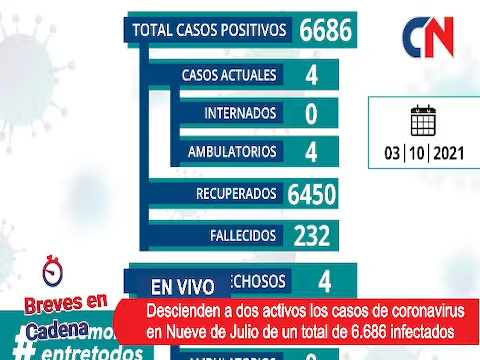 TOTAL CASOS POSITIVOS 6686
CN
CASOS ACTUALES 4
INTERNADOS 0
AMBULATORIOS 4
03|10|2021
RECUPERADOS 6450
FALLECIDOS 232
EN VIVO
4
Breves en
Cadena
Descienden a dos activos los casos de coronavirus
en Nueve de Julio de un total de 6.686 infectados
entretodos